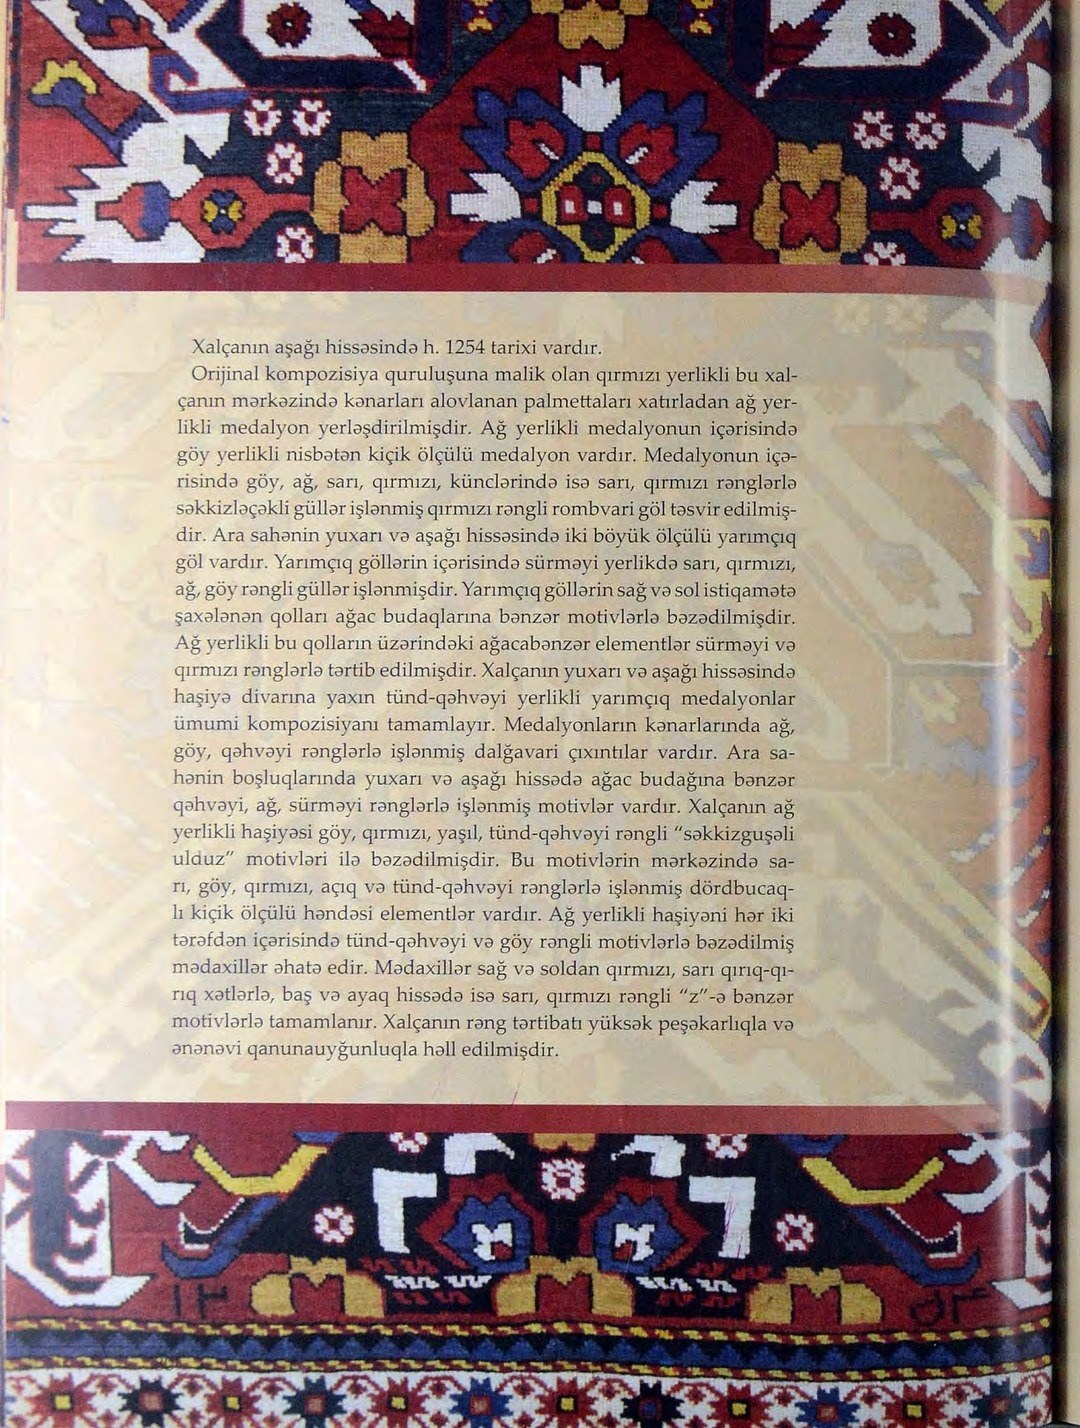 Xalçanın aşağı hissəsində h. 1254 tarixi vardır.
Orijinal kompozisiya quruluşuna malik olan qırmızı yerlikli bu xal-
çanın mərkəzində kənarları alovlanan palmettaları xatırladan ağ yer-
likli medalyon yerləşdirilmişdir. Ağ yerlikli medalyonun içərisində
göy yerlikli nisbətən kiçik ölçülü medalyon vardır. Medalyonun içə-
risində göy, ağ, sarı, qırmızı, künclərində isə sarı, qırmızı rənglərlə
səkkizləçəkli güllər işlənmiş qırmızı rəngli rombvari göl təsvir edilmiş-
dir. Ara sahənin yuxarı və aşağı hissəsində iki böyük ölçülü yarımçıq
göl vardır. Yarımçıq göllərin içərisində sürməyi yerlikdə sarı, qırmızı,
ağ, göy rəngli güllər işlənmişdir. Yarımçıq göllərin sağ və sol istiqamətə
şaxələnən qolları ağac budaqlarına bənzər motivlərlə bəzədilmişdir.
Ağ yerlikli bu qolların üzərindəki ağacabənzər elementlər sürməyi və
qırmızı rənglərlə tərtib edilmişdir. Xalçanın yuxarı və aşağı hissəsində
haşiyə divarına yaxın tünd-qəhvəyi yerlikli yarımçıq medalyonlar
ümumi kompozisiyanı tamamlayır. Medalyonların kənarlarında ağ,
göy, qəhvəyi rənglərlə işlənmiş dalğavari çıxıntılar vardır. Ara sa-
hənin boşluqlarında yuxarı və aşağı hissədə ağac budağına bənzər
qəhvəyi, ağ, sürməyi rənglərlə işlənmiş motivlər vardır. Xalçanın ağ
yerlikli haşiyəsi göy, qırmızı, yaşıl, tünd-qəhvəyi rəngli "səkkizguşəli
ulduz" motivləri ilə bəzədilmişdir. Bu motivlərin mərkəzində sa-
rı, göy, qırmızı, açıq və tünd-qəhvəyi rənglərlə işlənmiş dördbucaq-
lı kiçik ölçülü həndəsi elementlər vardır. Ağ yerlikli haşiyəni hər iki
tərəfdən içərisində tünd-qəhvəyi və göy rəngli motivlərlə bəzədilmiş
mədaxillər əhatə edir. Mədaxillər sağ və soldan qırmızı, sarı qırıq-qı-
rıq xətlərlə, baş və ayaq hissədə isə sarı, qırmızı rəngli "z"-ə bənzər
motivlərlə tamamlanır. Xalçanın rəng tərtibatı yüksək peşəkarlıqla və
ənənəvi qanunauyğunluqla həll edilmişdir.